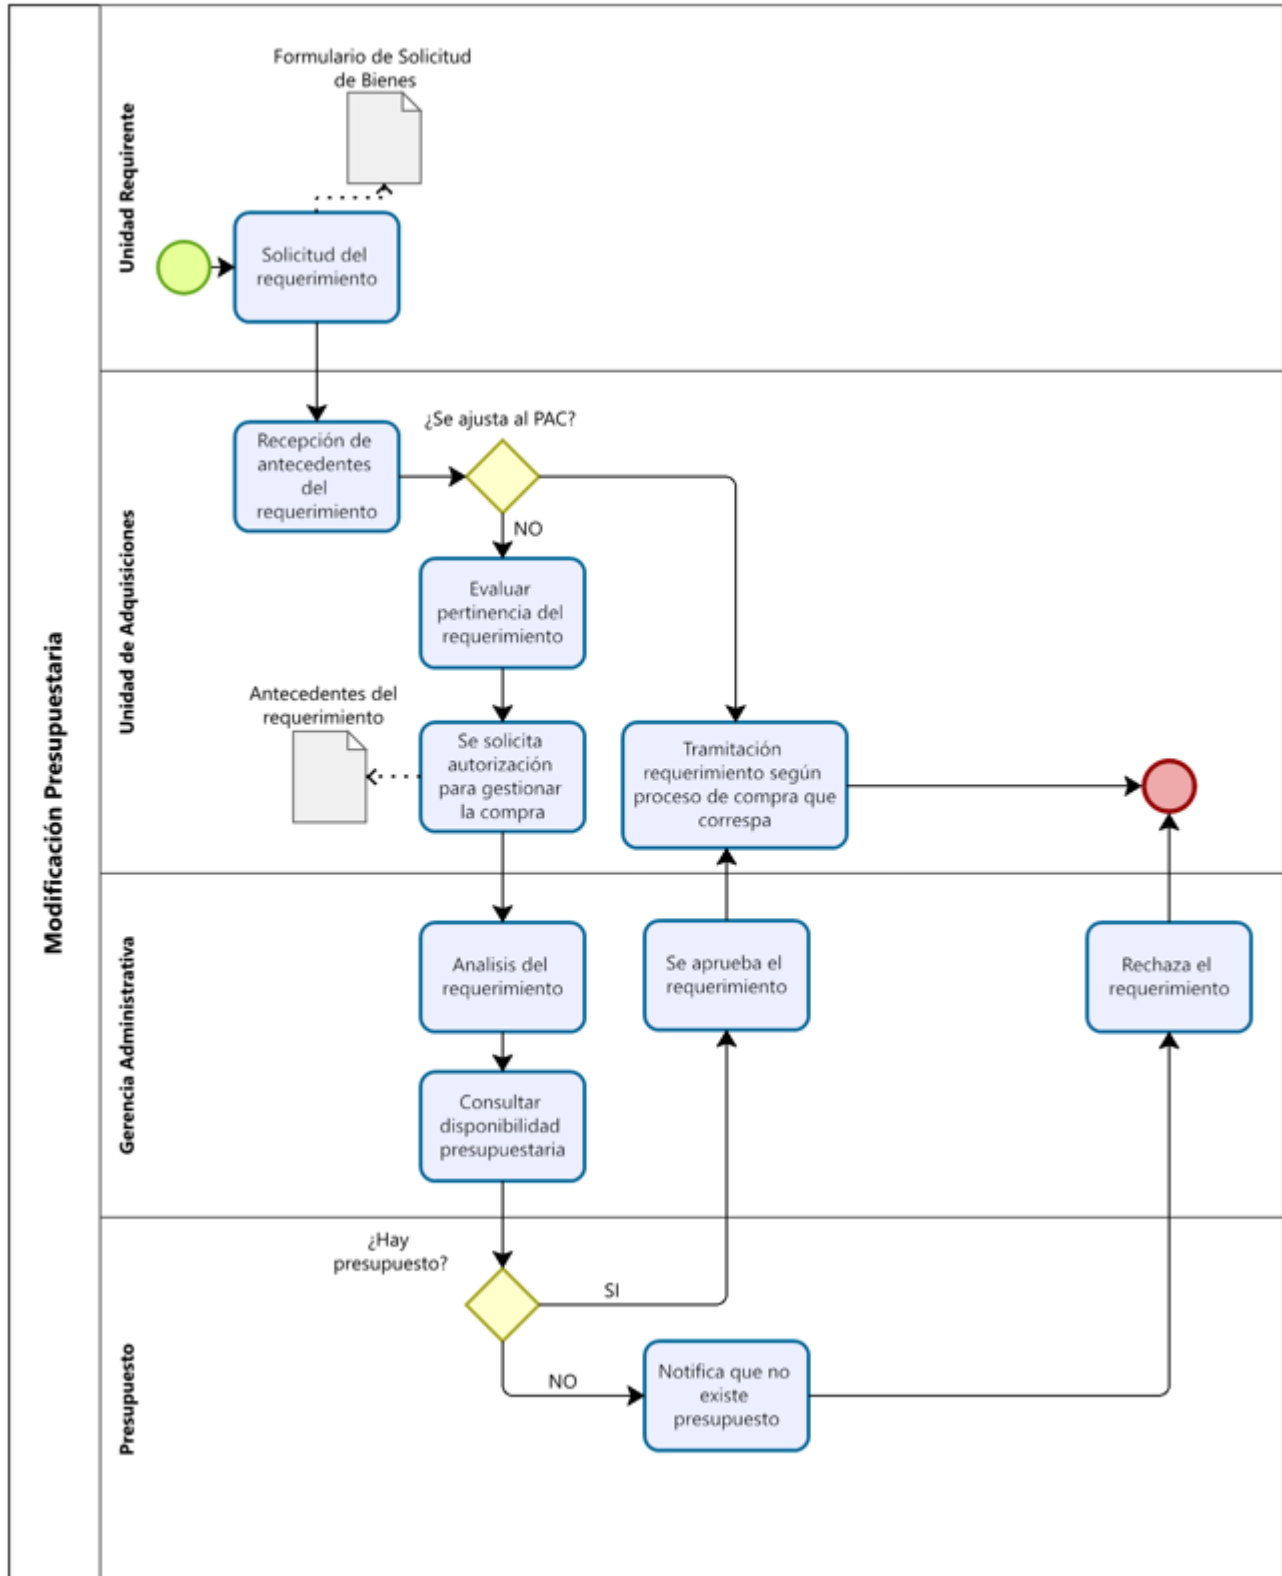 Modificación Presupuestaria
Unidad Requirente
Formulario de Solicitud
de Bienes
Solicitud del
requerimiento
Unidad de Adquisiciones
Recepción de
antecedentes
del
requerimiento
¿Se ajusta al PAC?
NO
Evaluar
pertinencia del
requerimiento
Antecedentes del
requerimiento
Se solicita
autorización
para gestionar
la compra
Tramitación
requerimiento según
proceso de compra que
correspa
Gerencia Administrativa
Analisis del
requerimiento
Se aprueba el
requerimiento
Rechaza el
requerimiento
Consultar
disponibilidad
presupuestaria
Presupuesto
¿Hay
presupuesto?
SI
NO
Notifica que no
existe
presupuesto